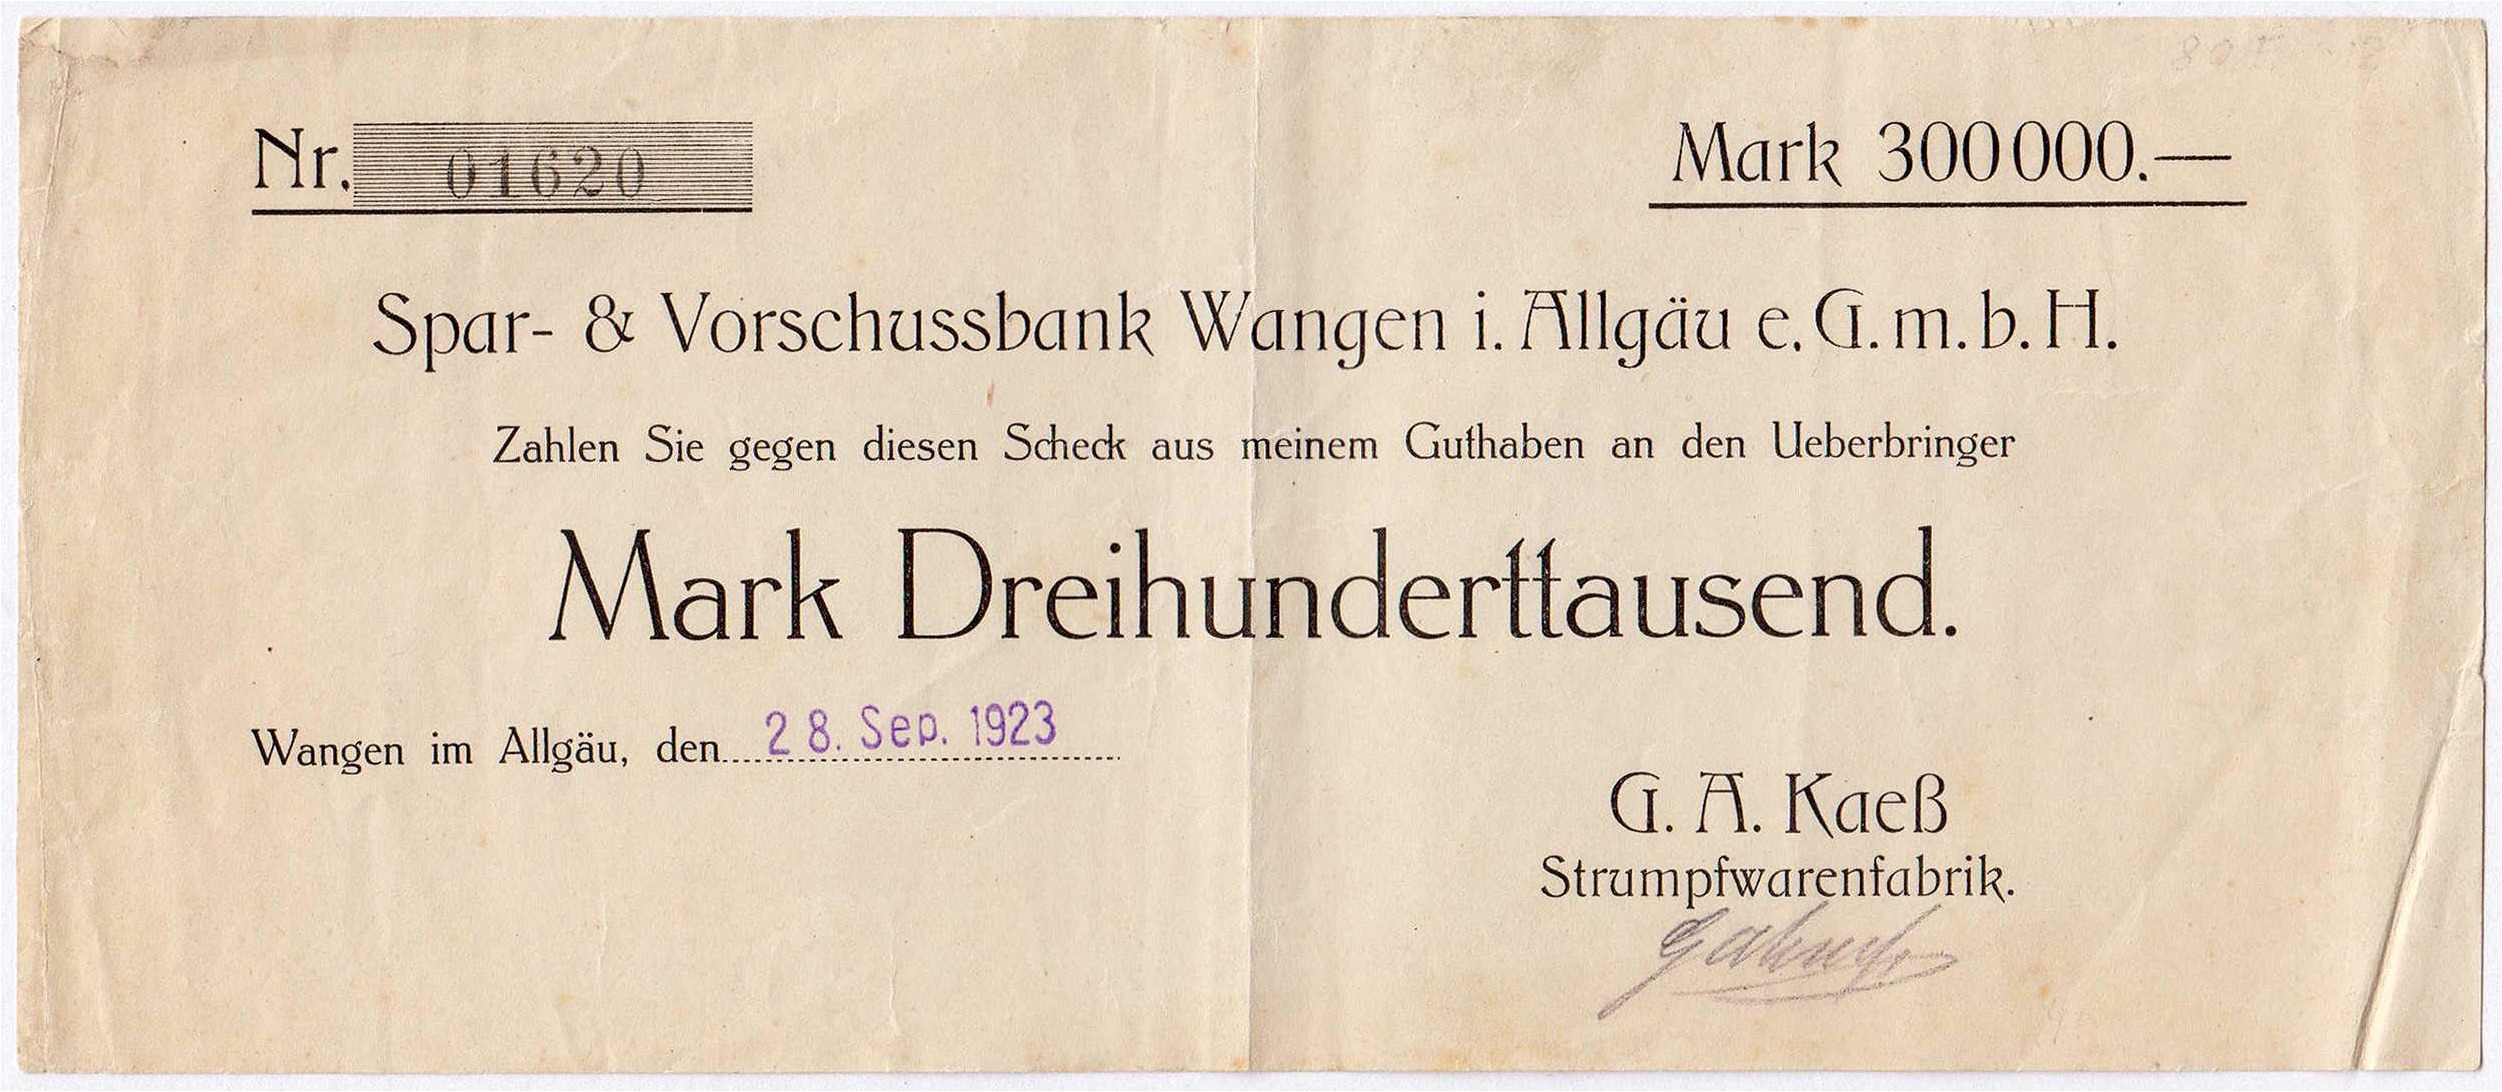 Nr. 01620
Mark 300000.—
Spar- & Vorschussbank Wangen i. Allgäu e. G. m. b. H.
Zahlen Sie gegen diesen Scheck aus meinem Guthaben an den Ueberbringer
Mark Dreihunderttausend.
Wangen im Allgäu, den 28. Sep. 1923
G. A. Kaeß
Strumpfwarenfabrik.